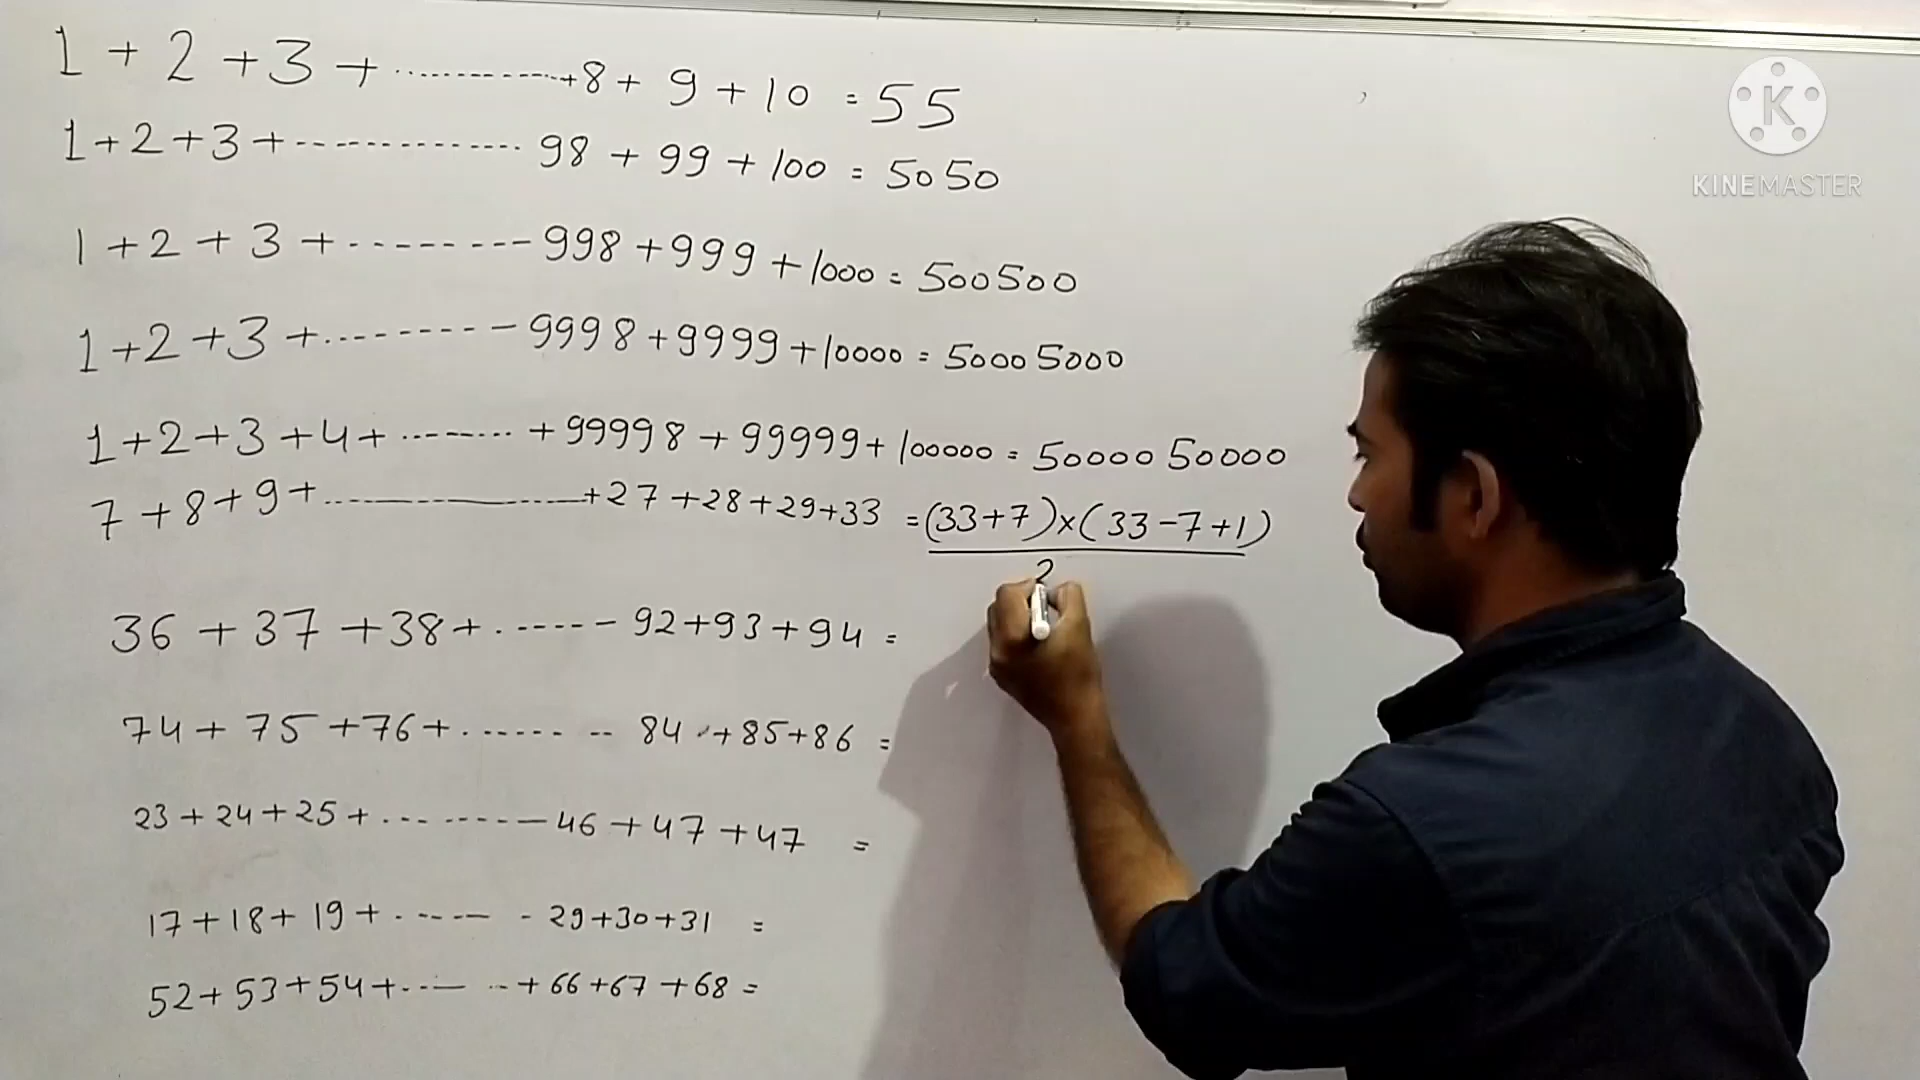 1 + 2 + 3 + ............. +8 + 9 + 10 = 55
1 + 2 + 3 + ------------- 98 + 99 + 100 = 5050
1 + 2 + 3 + -------- 998 + 999 + 1000 = 500500
1 + 2 + 3 + .------- 9998 + 9999 + 10000 = 50005000
1 + 2 + 3 + 4 + ........ + 99998 + 99999 + 100000 = 5000050000
7 + 8 + 9 + ............. + 27 + 28 + 29 + 33 = (33+7)×(33-7+1)
2
36 + 37 + 38 + .------ 92 + 93 + 94 =
74 + 75 + 76 + .------ -- 84 + 85 + 86 =
23 + 24 + 25 + .--- ------ 46 + 47 + 47 =
17 + 18 + 19 + .---- - 29 + 30 + 31 =
52 + 53 + 54 + .--- -- + 66 + 67 + 68 =
K
KINEMASTER